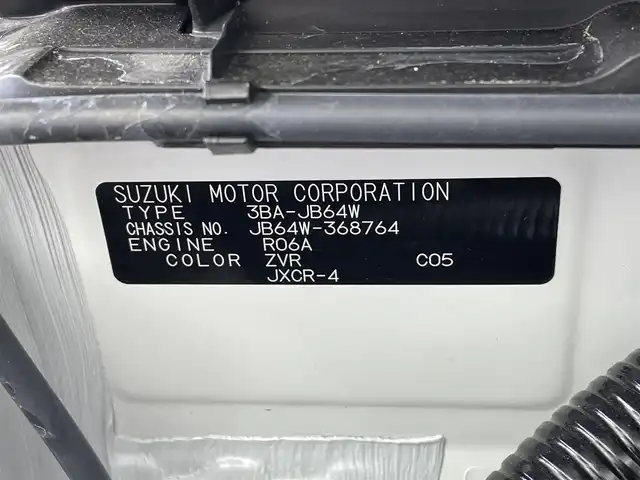 SUZUKI MOTOR CORPORATION
TYPE 3BA-JB64W
CHASSIS NO. JB64W-368764
ENGINE R06A
COLOR ZVR C05
JXCR-4